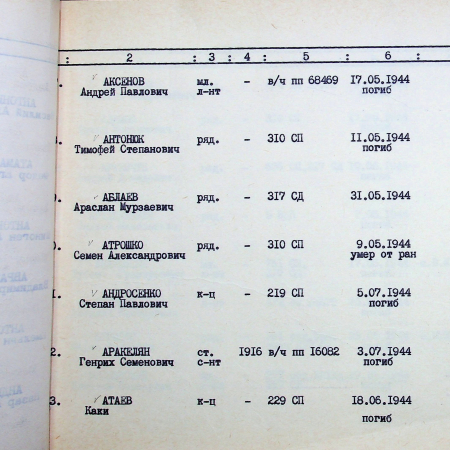 : 2 : 3 : 4 : 5 : 6 :
АКСЕНОВ мл. - в/ч пп 68469 17.05.1944
Андрей Павлович л-нт погиб
АНТОНЮК ряд. - 310 СП 11.05.1944
Тимофей Степанович погиб
АБЛАЕВ ряд. - 317 СД 31.05.1944
Араслан Мурзаевич
АТРОШКО ряд. - 310 СП 9.05.1944
Семен Александрович умер от ран
1. АНДРОСЕНКО к-ц - 219 СП 5.07.1944
Степан Павлович погиб
2. АРАКЕЛЯН ст. 1916 в/ч пп 16082 3.07.1944
Генрих Семенович с-нт погиб
3. АТАЕВ к-ц - 229 СП 18.06.1944
Каки погиб